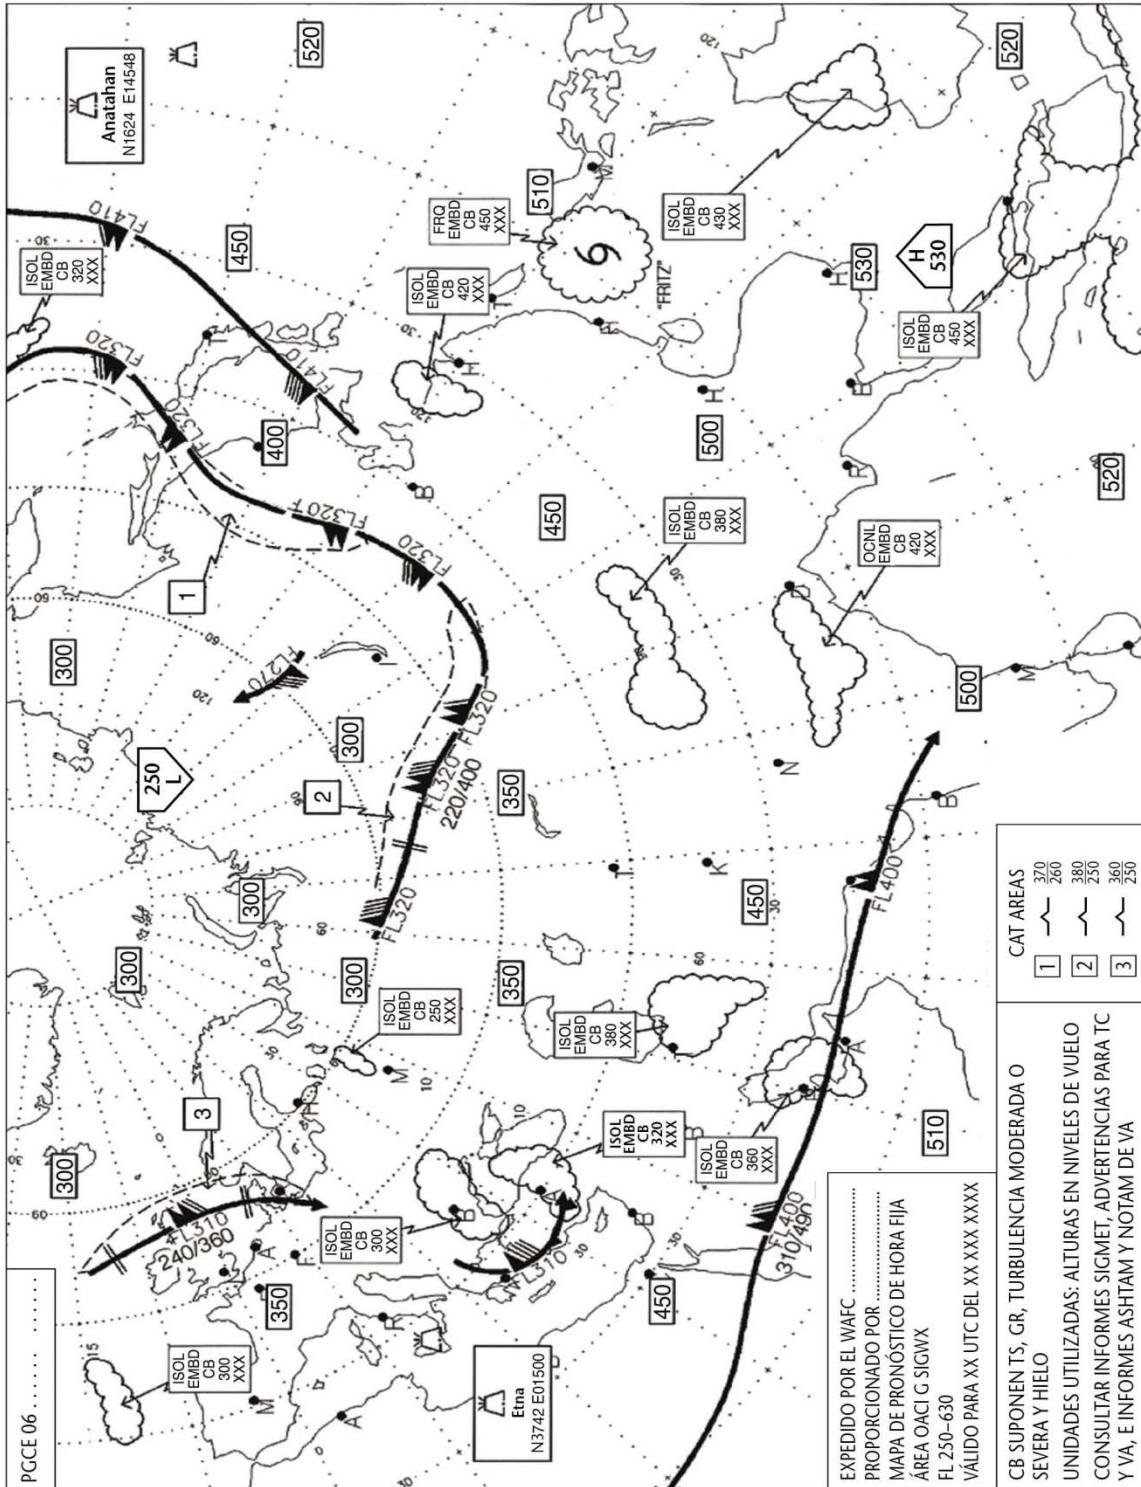 PGCE 06 ..........
Anatahan
N1624 E14548
520
520
ISOL
EMBD
CB
320
XXX
FL410
450
FL320
FL320
400
FL410
1
FL320
FL320
300
FRQ
EMBD
CB
450
XXX
510
M
"FRITZ"
ISOL
EMBD
CB
420
XXX
ISOL
EMBD
CB
430
XXX
H
530
530
ISOL
EMBD
CB
450
XXX
H
H
H
B
B
R
500
450
ISOL
EMBD
CB
380
XXX
OCNL
EMBD
CB
420
XXX
520
500
M
N
B
T
K
FL270
250
L
300
2
FL320
FL320
220/400
FL320
350
300
300
300
350
450
FL400
ISOL
EMBD
CB
250
XXX
M
ISOL
EMBD
CB
380
XXX
A
3
300
FL310
240/360
ISOL
EMBD
CB
300
XXX
FL310
ISOL
EMBD
CB
320
XXX
ISOL
EMBD
CB
360
XXX
510
FL400
310/490
450
350
ISOL
EMBD
CB
300
XXX
M
A
Etna
N3742 E01500
EXPEDIDO POR EL WAFC ....................
PROPORCIONADO POR ....................
MAPA DE PRONÓSTICO DE HORA FIJA
ÁREA OACI G SIGWX
FL 250–630
VÁLIDO PARA XX UTC DEL XX XX XXXX
CB SUPONEN TS, GR, TURBULENCIA MODERADA O
SEVERA Y HIELO
UNIDADES UTILIZADAS: ALTURAS EN NIVELES DE VUELO
CONSULTAR INFORMES SIGMET, ADVERTENCIAS PARA TC
Y VA, E INFORMES ASHTAM Y NOTAM DE VA
CAT AREAS
1 370
260
2 380
250
3 360
250